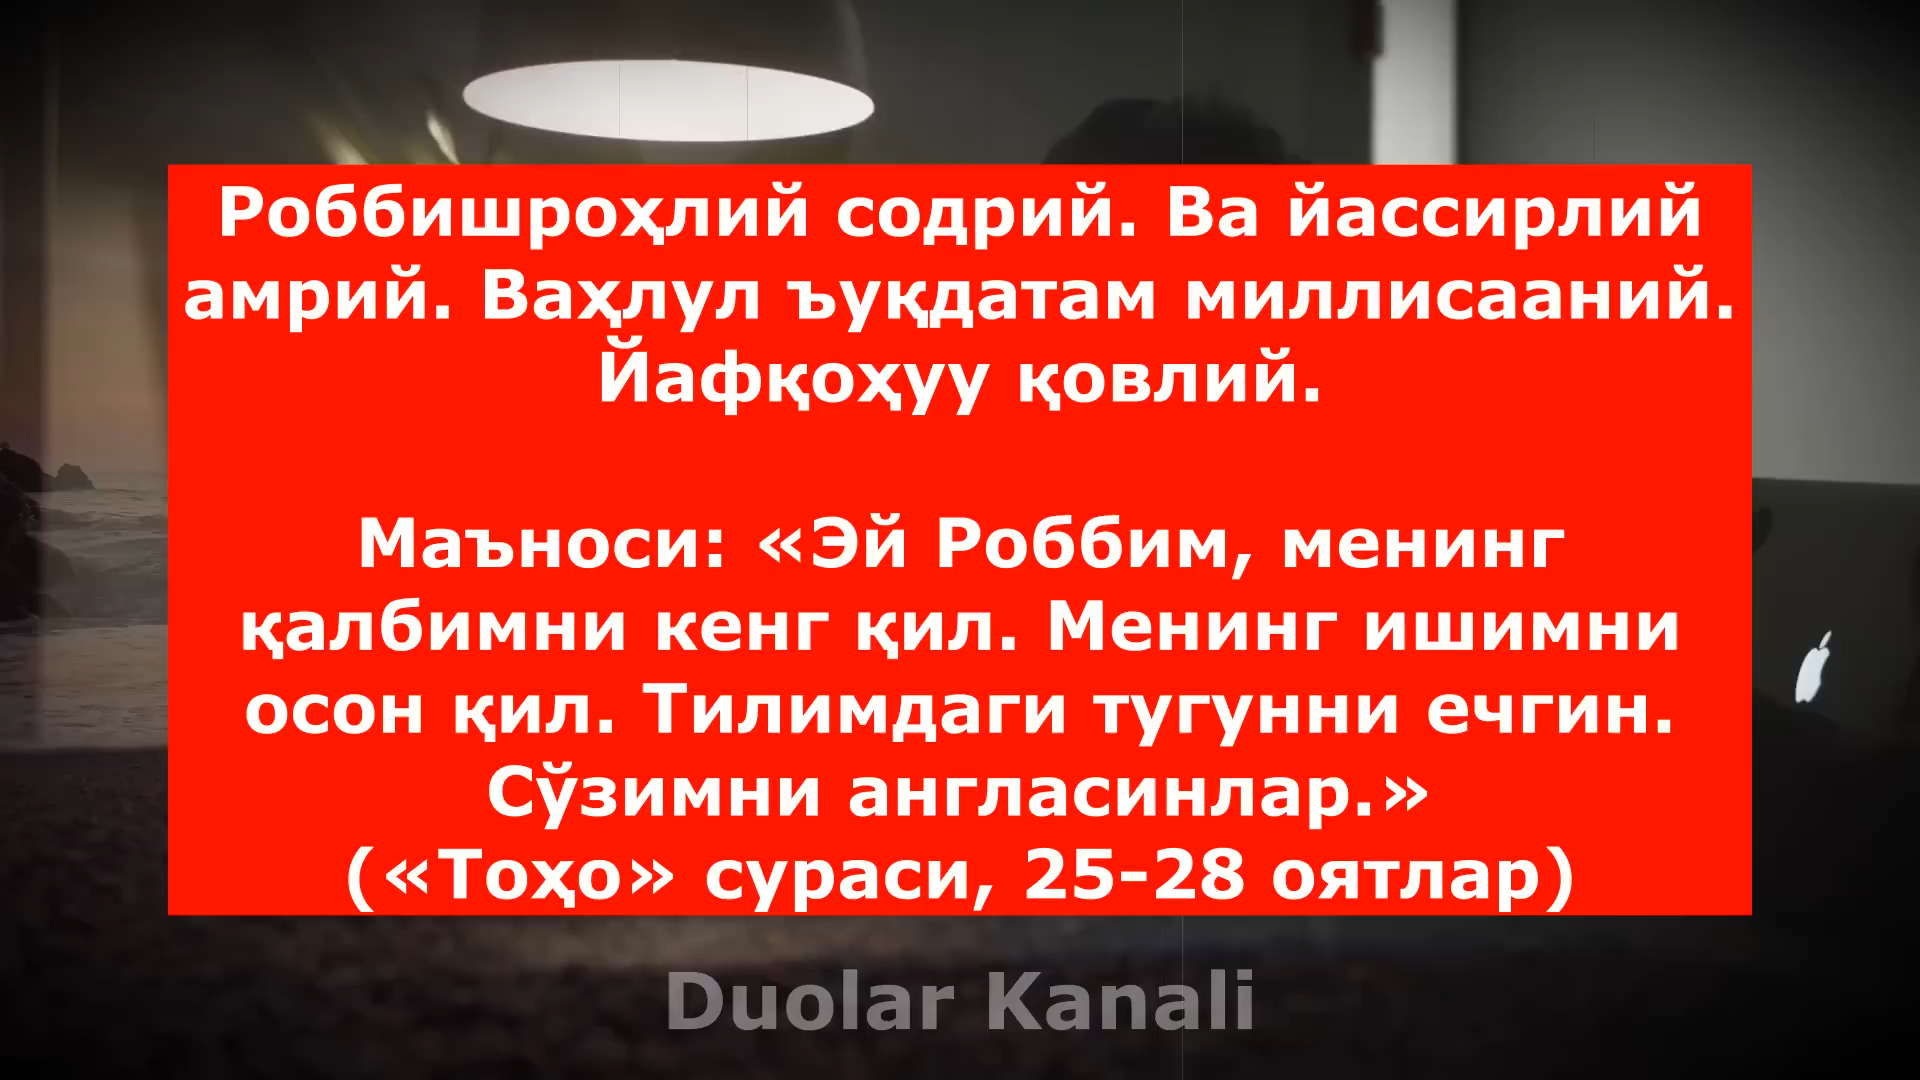 Роббишроҳлий содрий. Ва йассирлий
амрий. Ваҳлул ъуқдатам миллисааний.
Йафқоҳуу қовлий.
Маъноси: «Эй Роббим, менинг
қалбимни кенг қил. Менинг ишимни
осон қил. Тилимдаги тугунни ечгин.
Сўзимни англасинлар.»
(«Тоҳо» сураси, 25-28 оятлар)
Duolar Kanali